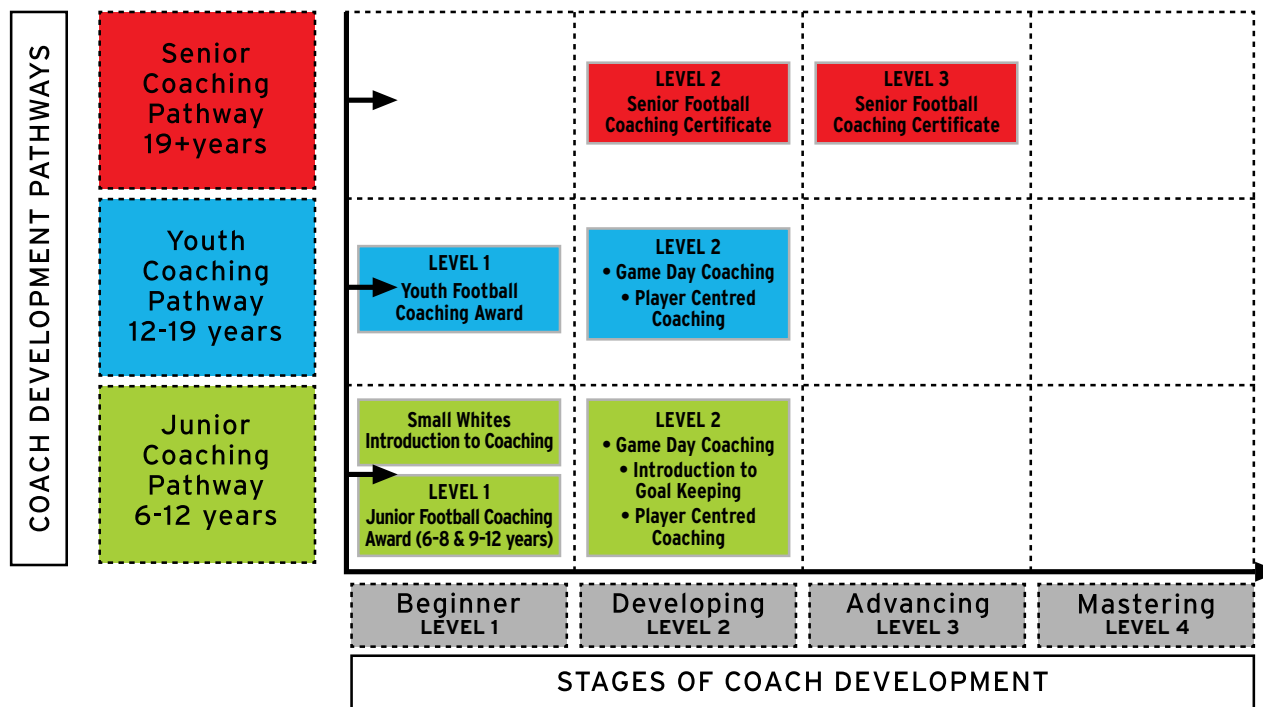 COACH DEVELOPMENT PATHWAYS
Senior
Coaching
Pathway
19+years
LEVEL 2
Senior Football
Coaching Certificate
LEVEL 3
Senior Football
Coaching Certificate
Youth
Coaching
Pathway
12-19 years
LEVEL 1
Youth Football
Coaching Award
LEVEL 2
• Game Day Coaching
• Player Centred
Coaching
Junior
Coaching
Pathway
6-12 years
Small Whites
Introduction to Coaching
LEVEL 1
Junior Football Coaching
Award (6-8 & 9-12 years)
LEVEL 2
• Game Day Coaching
• Introduction to
Goal Keeping
• Player Centred
Coaching
Beginner
LEVEL 1
Developing
LEVEL 2
Advancing
LEVEL 3
Mastering
LEVEL 4
STAGES OF COACH DEVELOPMENT